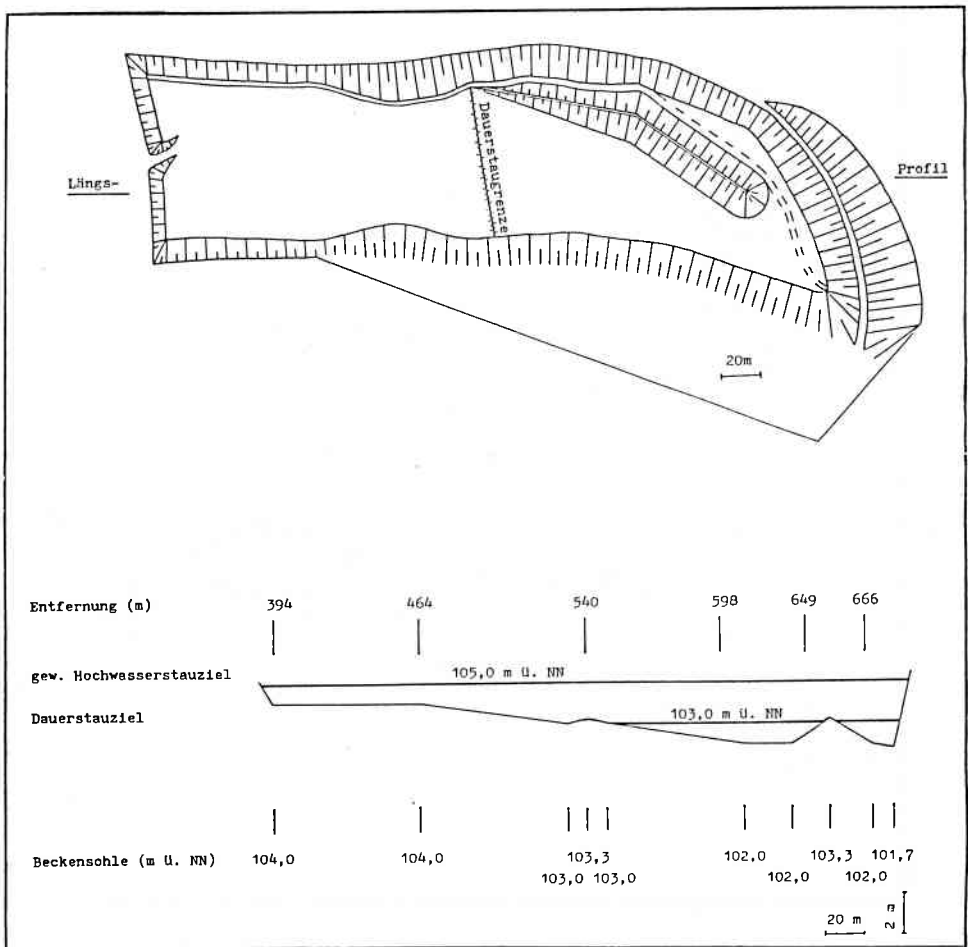 Dauerstaugrenze
Längs-
Profil
20m
Entfernung (m) 394 464 540 598 649 666
gew. Hochwasserstauziel 105,0 m ü. NN
Dauerstauziel 103,0 m ü. NN
Beckensohle (m ü. NN) 104,0 104,0 103,3 102,0 103,3 101,7
103,0 103,0 102,0 102,0
20 m
2 m